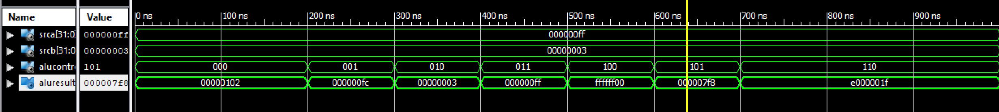 Name Value 0 ns 100 ns 200 ns 300 ns 400 ns 500 ns 600 ns 700 ns 800 ns 900 ns
srca[31:0] 000000ff 000000ff
srcb[31:0 00000003 00000003
alucontr 101 000 001 010 011 100 101 110
aluresult 000007f8 00000102 000000fc 00000003 000000ff ffffff00 000007f8 e000001f